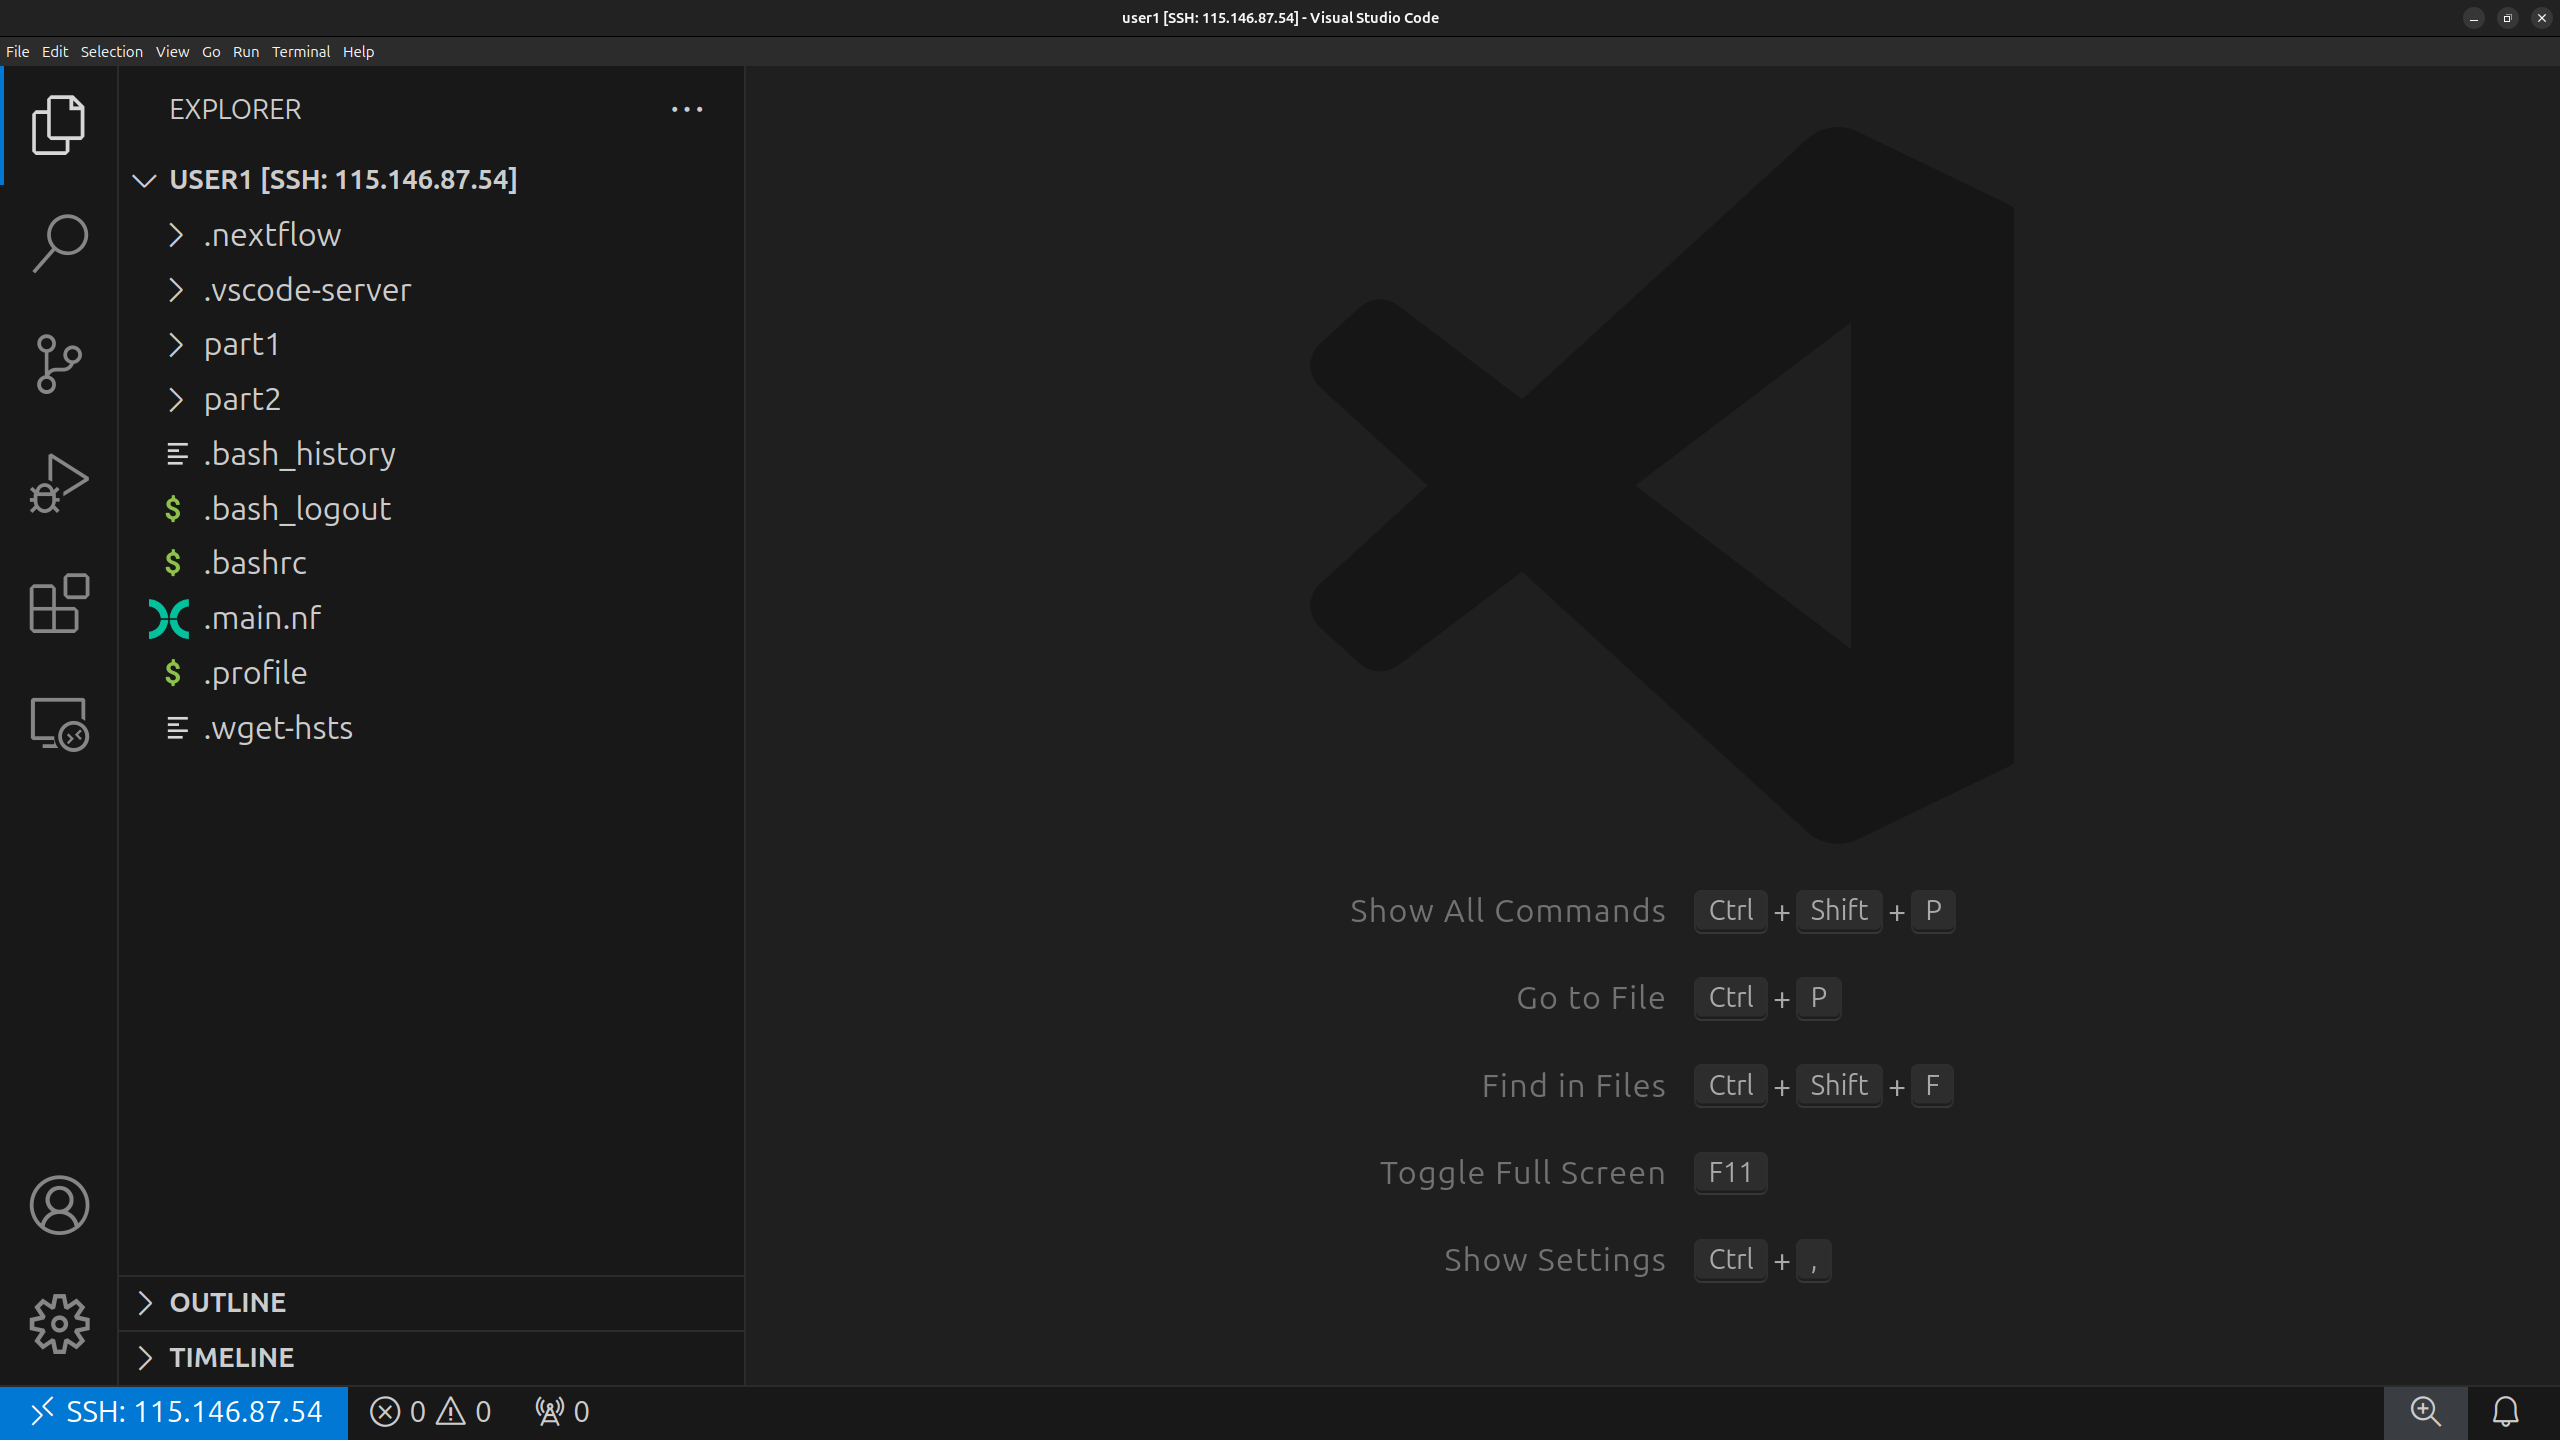 user1 [SSH: 115.146.87.54] - Visual Studio Code
File Edit Selection View Go Run Terminal Help
EXPLORER
USER1 [SSH: 115.146.87.54]
.nextflow
.vscode-server
part1
part2
.bash_history
$ .bash_logout
$ .bashrc
.main.nf
$ .profile
.wget-hsts
Show All Commands Ctrl + Shift + P
Go to File Ctrl + P
Find in Files Ctrl + Shift + F
Toggle Full Screen F11
Show Settings Ctrl + ,
OUTLINE
TIMELINE
SSH: 115.146.87.54 0 0 0